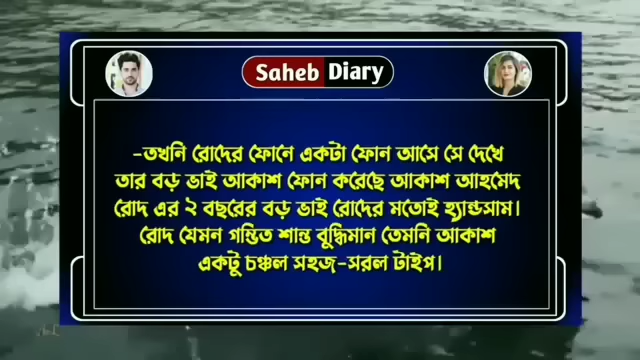 Saheb Diary
-তখনি রোদের ফোনে একটা ফোন আসে সে দেখে
তার বড় ভাই আকাশ ফোন করেছে আকাশ আহমেদ
রোদ এর ২ বছরের বড় ভাই রোদের মতোই হ্যান্ডসাম।
রোদ যেমন গম্ভিত শান্ত বুদ্ধিমান তেমনি আকাশ
একটু চঞ্চল সহজ-সরল টাইপ।